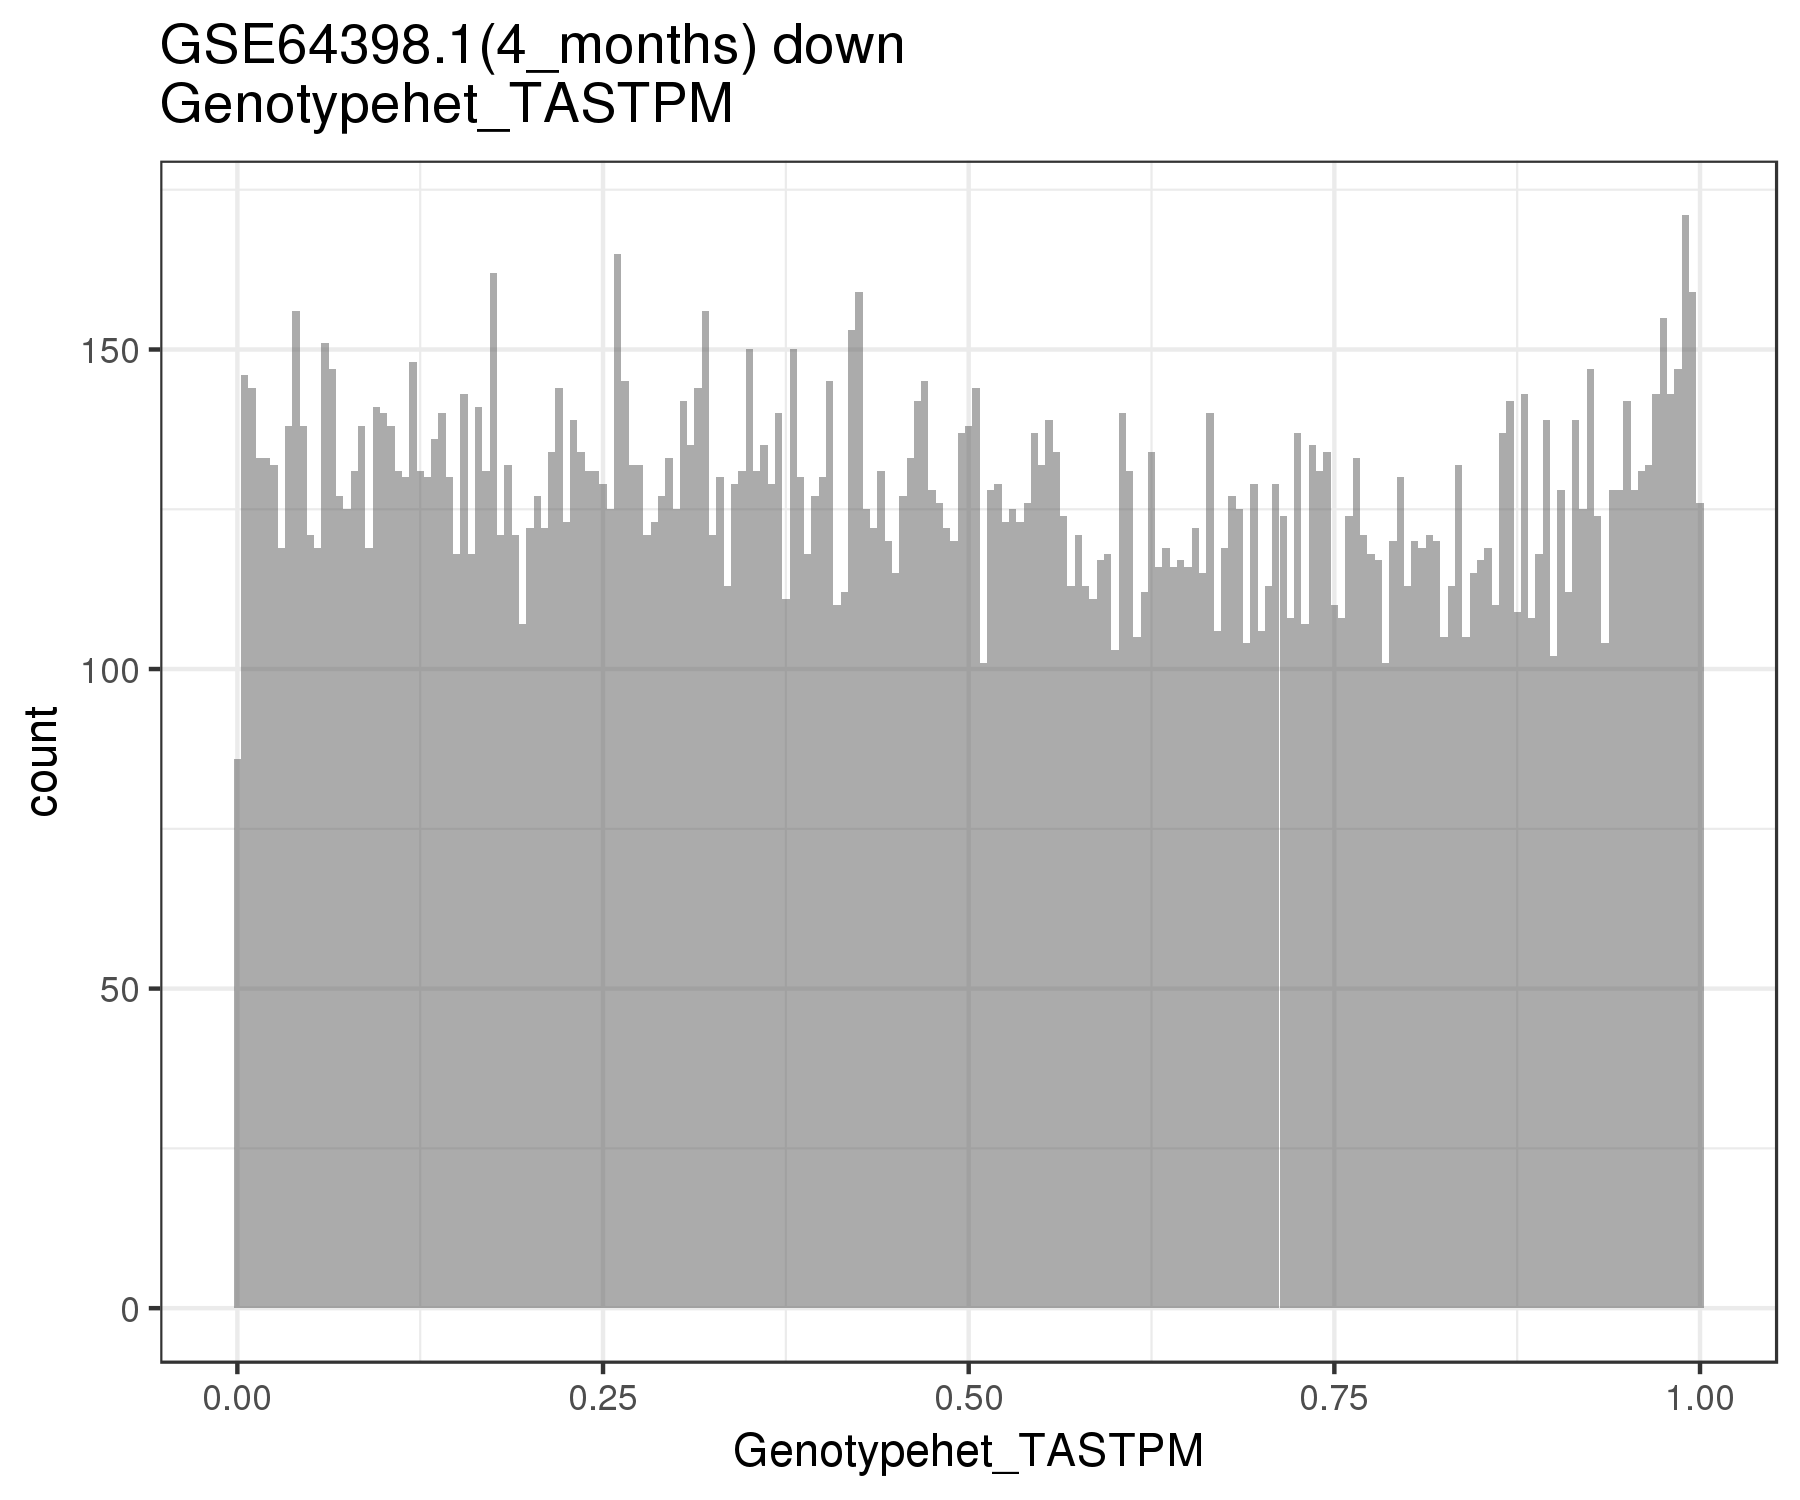 GSE64398.1(4_months) down
Genotypehet_TASTPM
150
100
50
0
count
0.00 0.25 0.50 0.75 1.00
Genotypehet_TASTPM